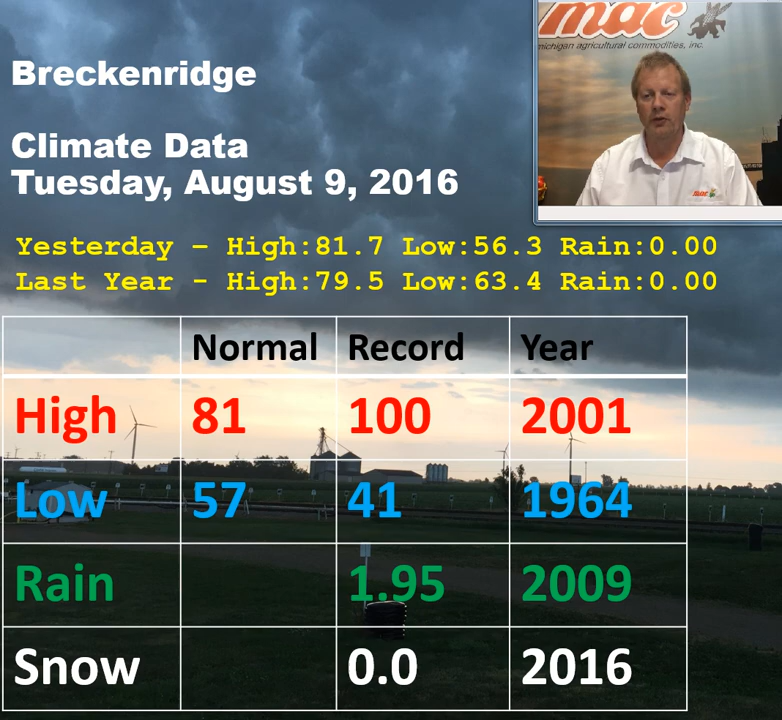 mac
michigan agricultural commodities, inc.
Breckenridge
Climate Data
Tuesday, August 9, 2016
mac
Yesterday – High:81.7 Low:56.3 Rain:0.00
Last Year - High:79.5 Low:63.4 Rain:0.00
Normal Record Year
High 81 100 2001
Low 57 41 1964
Rain 1.95 2009
Snow 0.0 2016